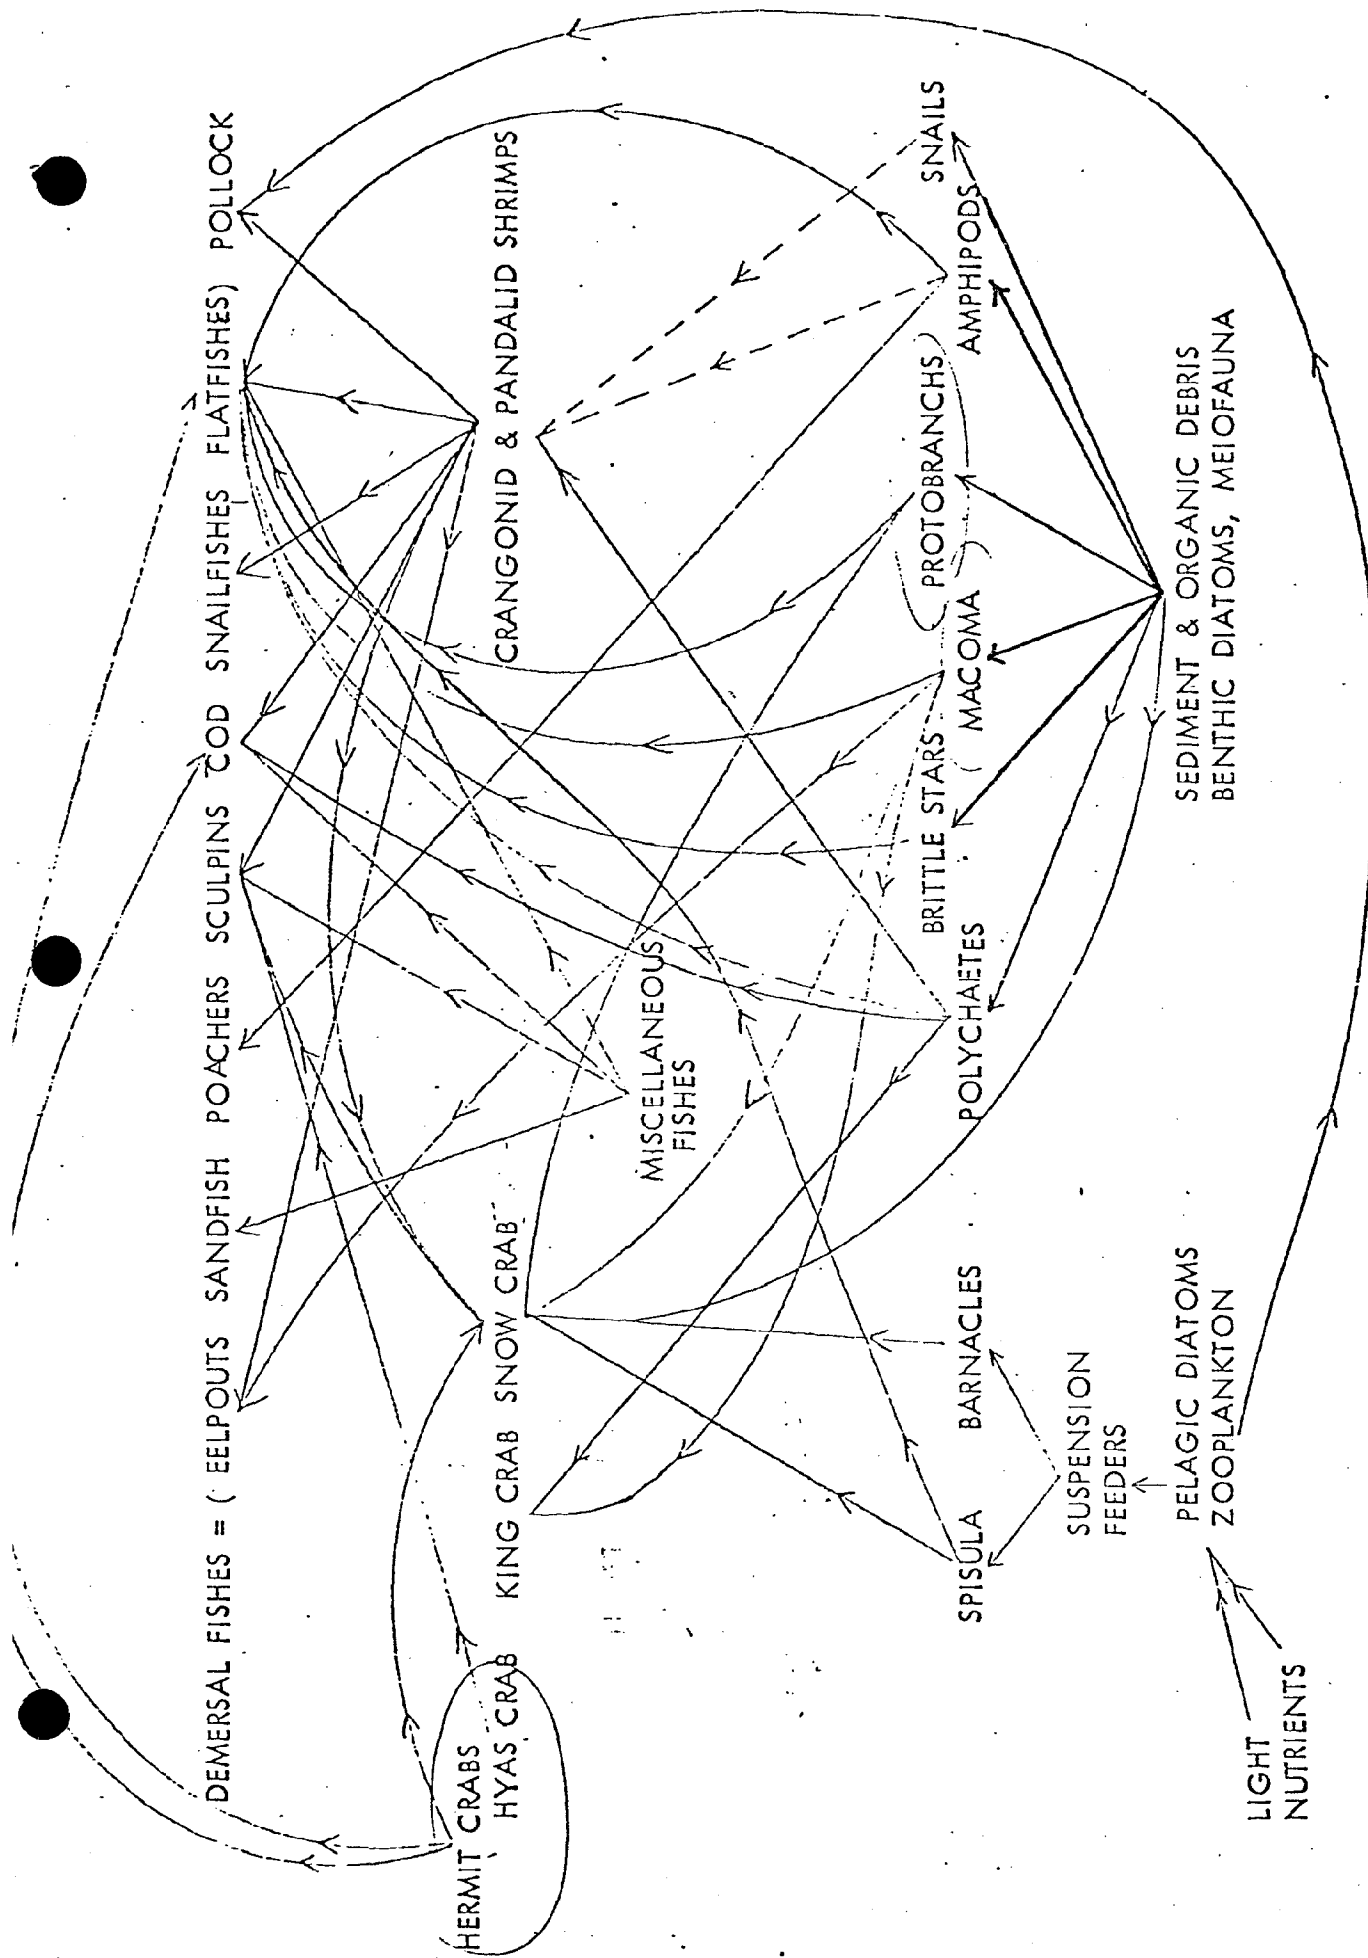 DEMERSAL FISHES = ( EELPOUTS SANDFISH POACHERS SCULPINS COD SNAILFISHES FLATFISHES) POLLOCK
HERMIT CRABS
HYAS CRAB KING CRAB SNOW CRAB CRANGONID & PANDALID SHRIMPS
MISCELLANEOUS
FISHES
BRITTLE STARS PROTOBRANCHS SNAILS
SPISULA BARNACLES POLYCHAETES MACOMA AMPHIPODS
SUSPENSION
FEEDERS
PELAGIC DIATOMS
ZOOPLANKTON
SEDIMENT & ORGANIC DEBRIS
BENTHIC DIATOMS, MEIOFAUNA
LIGHT
NUTRIENTS